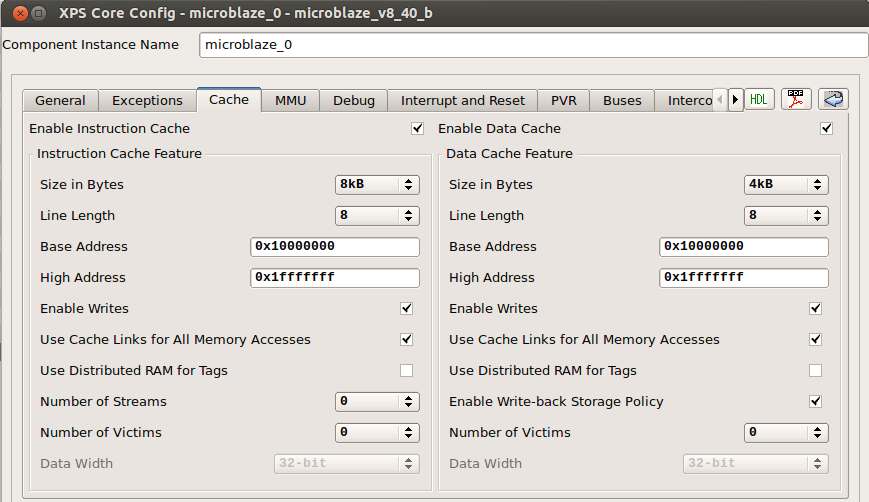 XPS Core Config - microblaze_0 - microblaze_v8_40_b
Component Instance Name microblaze_0
General Exceptions Cache MMU Debug Interrupt and Reset PVR Buses Interco HDL PDF
Enable Instruction Cache
Instruction Cache Feature
Size in Bytes 8kB
Line Length 8
Base Address 0x10000000
High Address 0x1fffffff
Enable Writes
Use Cache Links for All Memory Accesses
Use Distributed RAM for Tags
Number of Streams 0
Number of Victims 0
Data Width 32-bit
Enable Data Cache
Data Cache Feature
Size in Bytes 4kB
Line Length 8
Base Address 0x10000000
High Address 0x1fffffff
Enable Writes
Use Cache Links for All Memory Accesses
Use Distributed RAM for Tags
Enable Write-back Storage Policy
Number of Victims 0
Data Width 32-bit